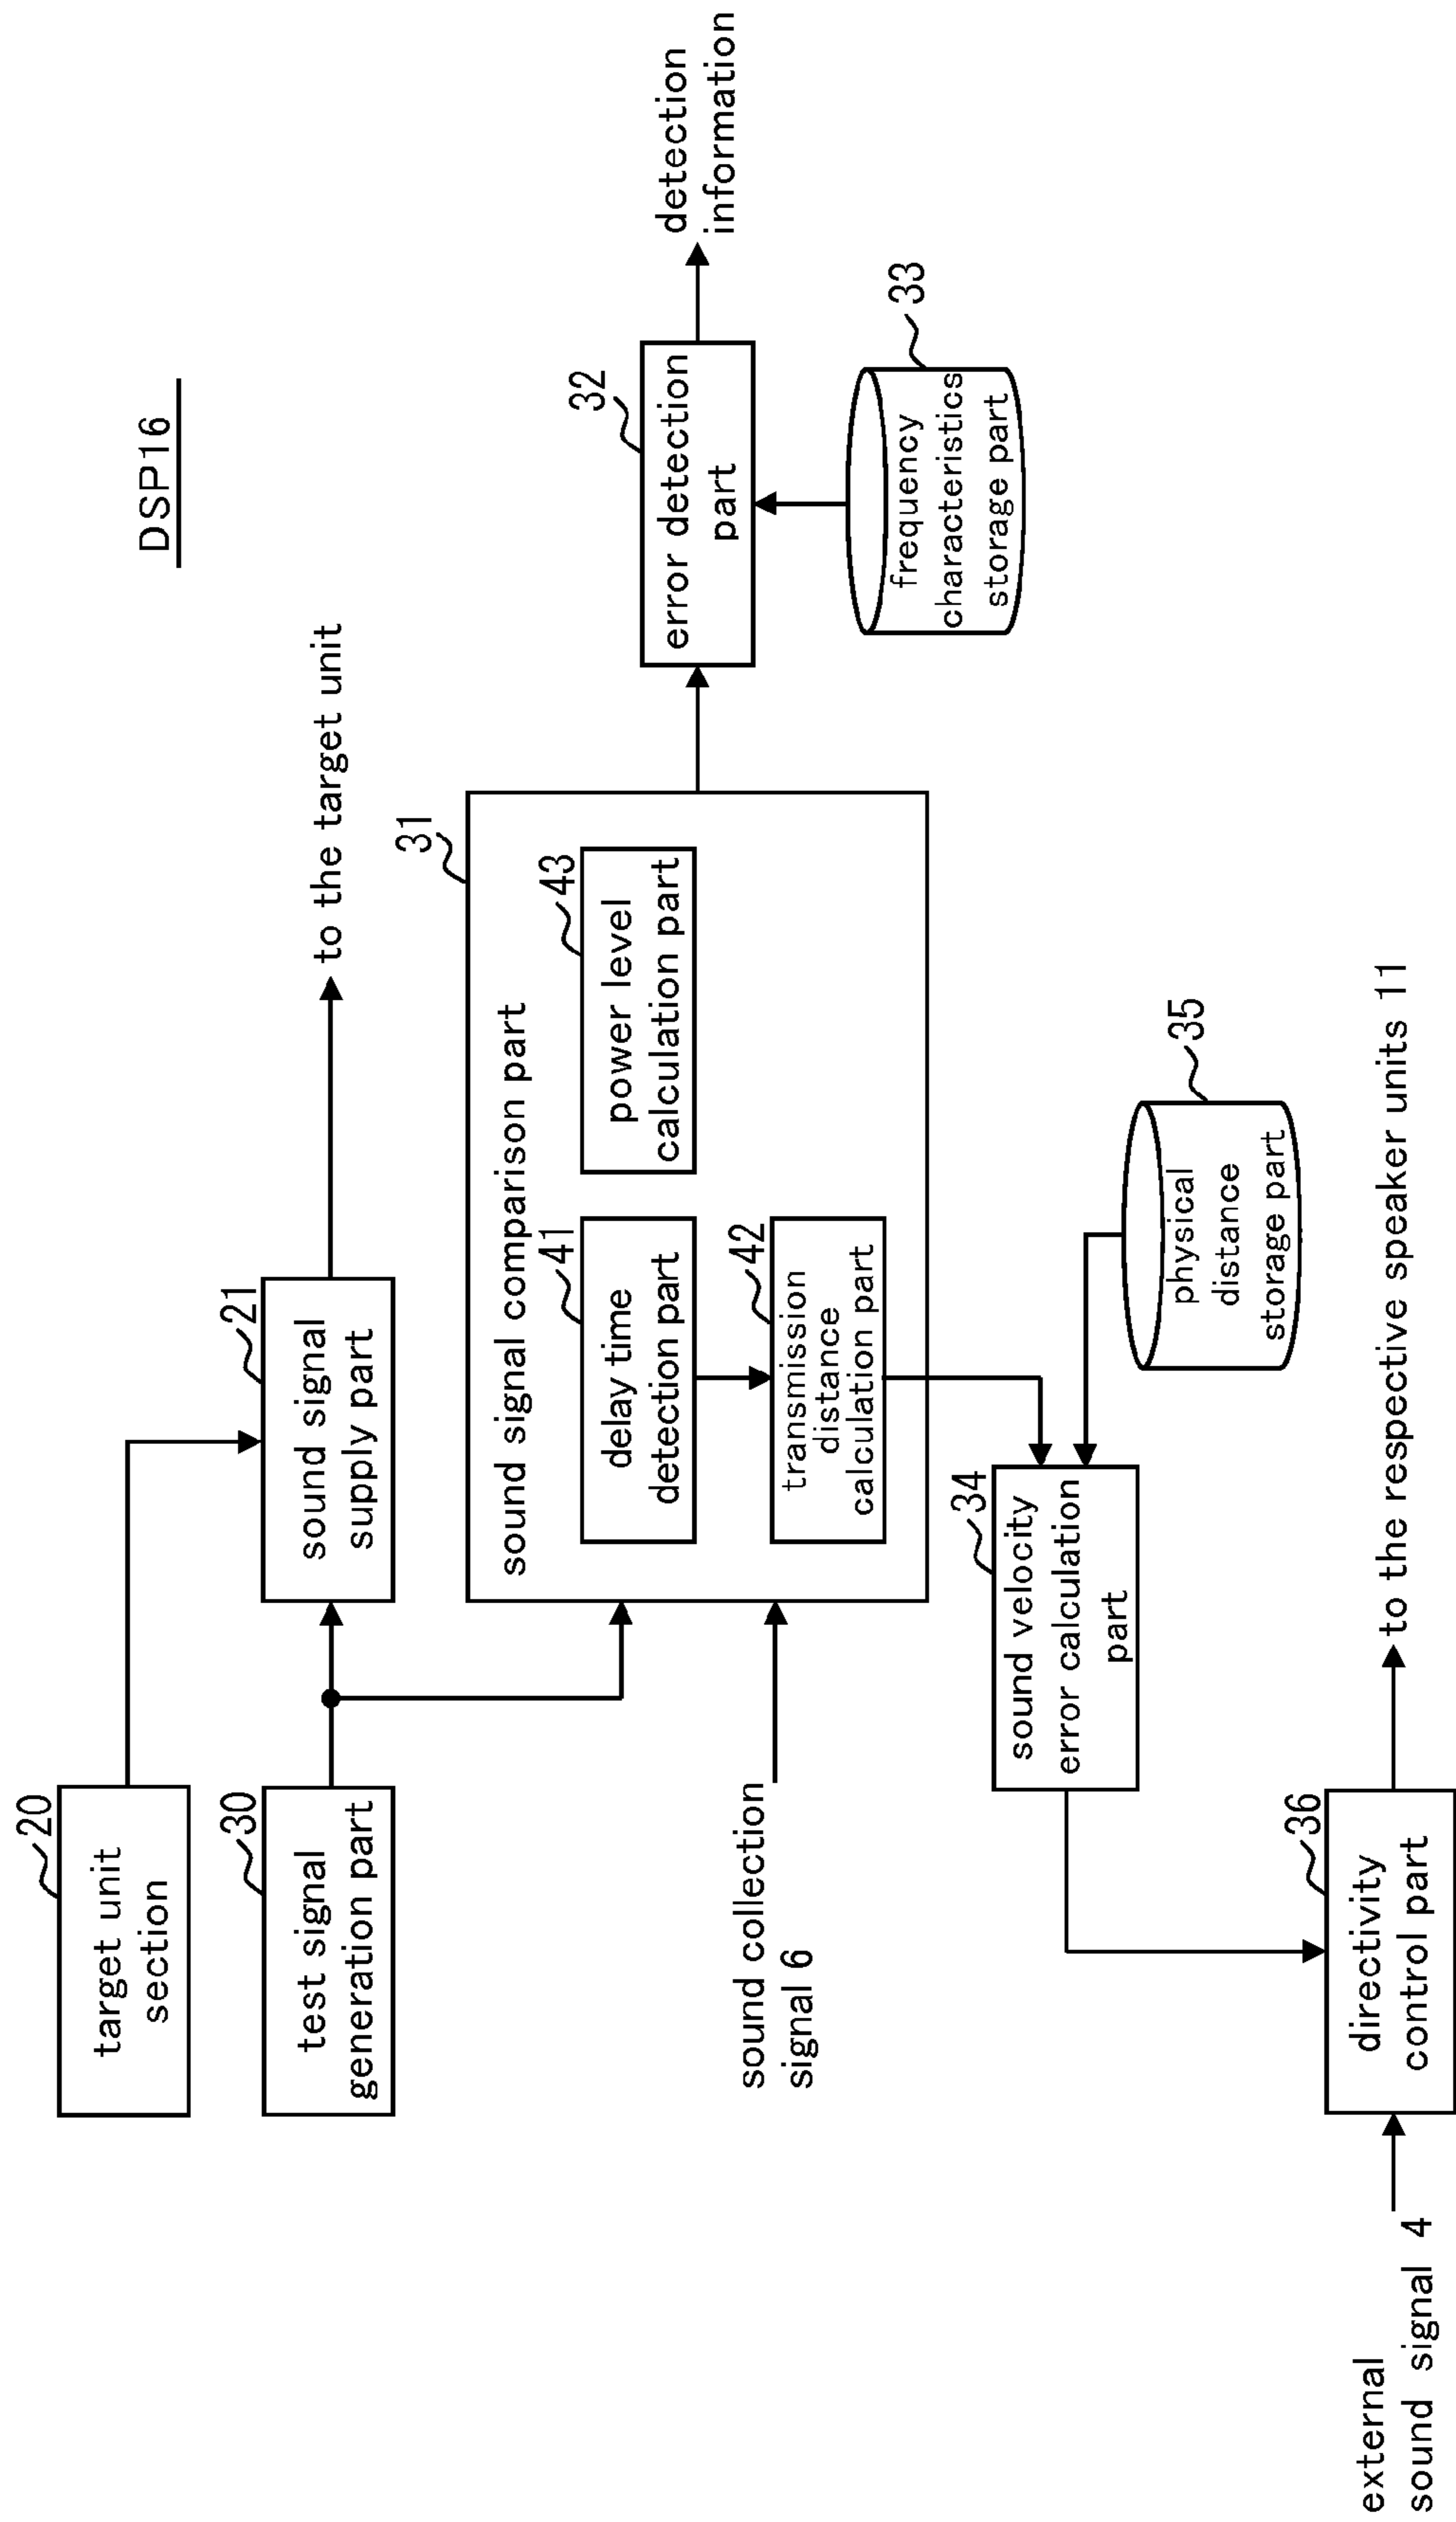 DSP16
20
target unit
section
30
test signal
generation part
21
sound signal
supply part
to the target unit
31
sound signal comparison part
41
delay time
detection part
43
power level
calculation part
42
transmission
distance
calculation part
sound collection
signal 6
32
error detection
part
detection
information
33
frequency
characteristics
storage part
34
sound velocity
error calculation
part
35
physical
distance
storage part
36
directivity
control part
external
sound signal 4
to the respective speaker units 11